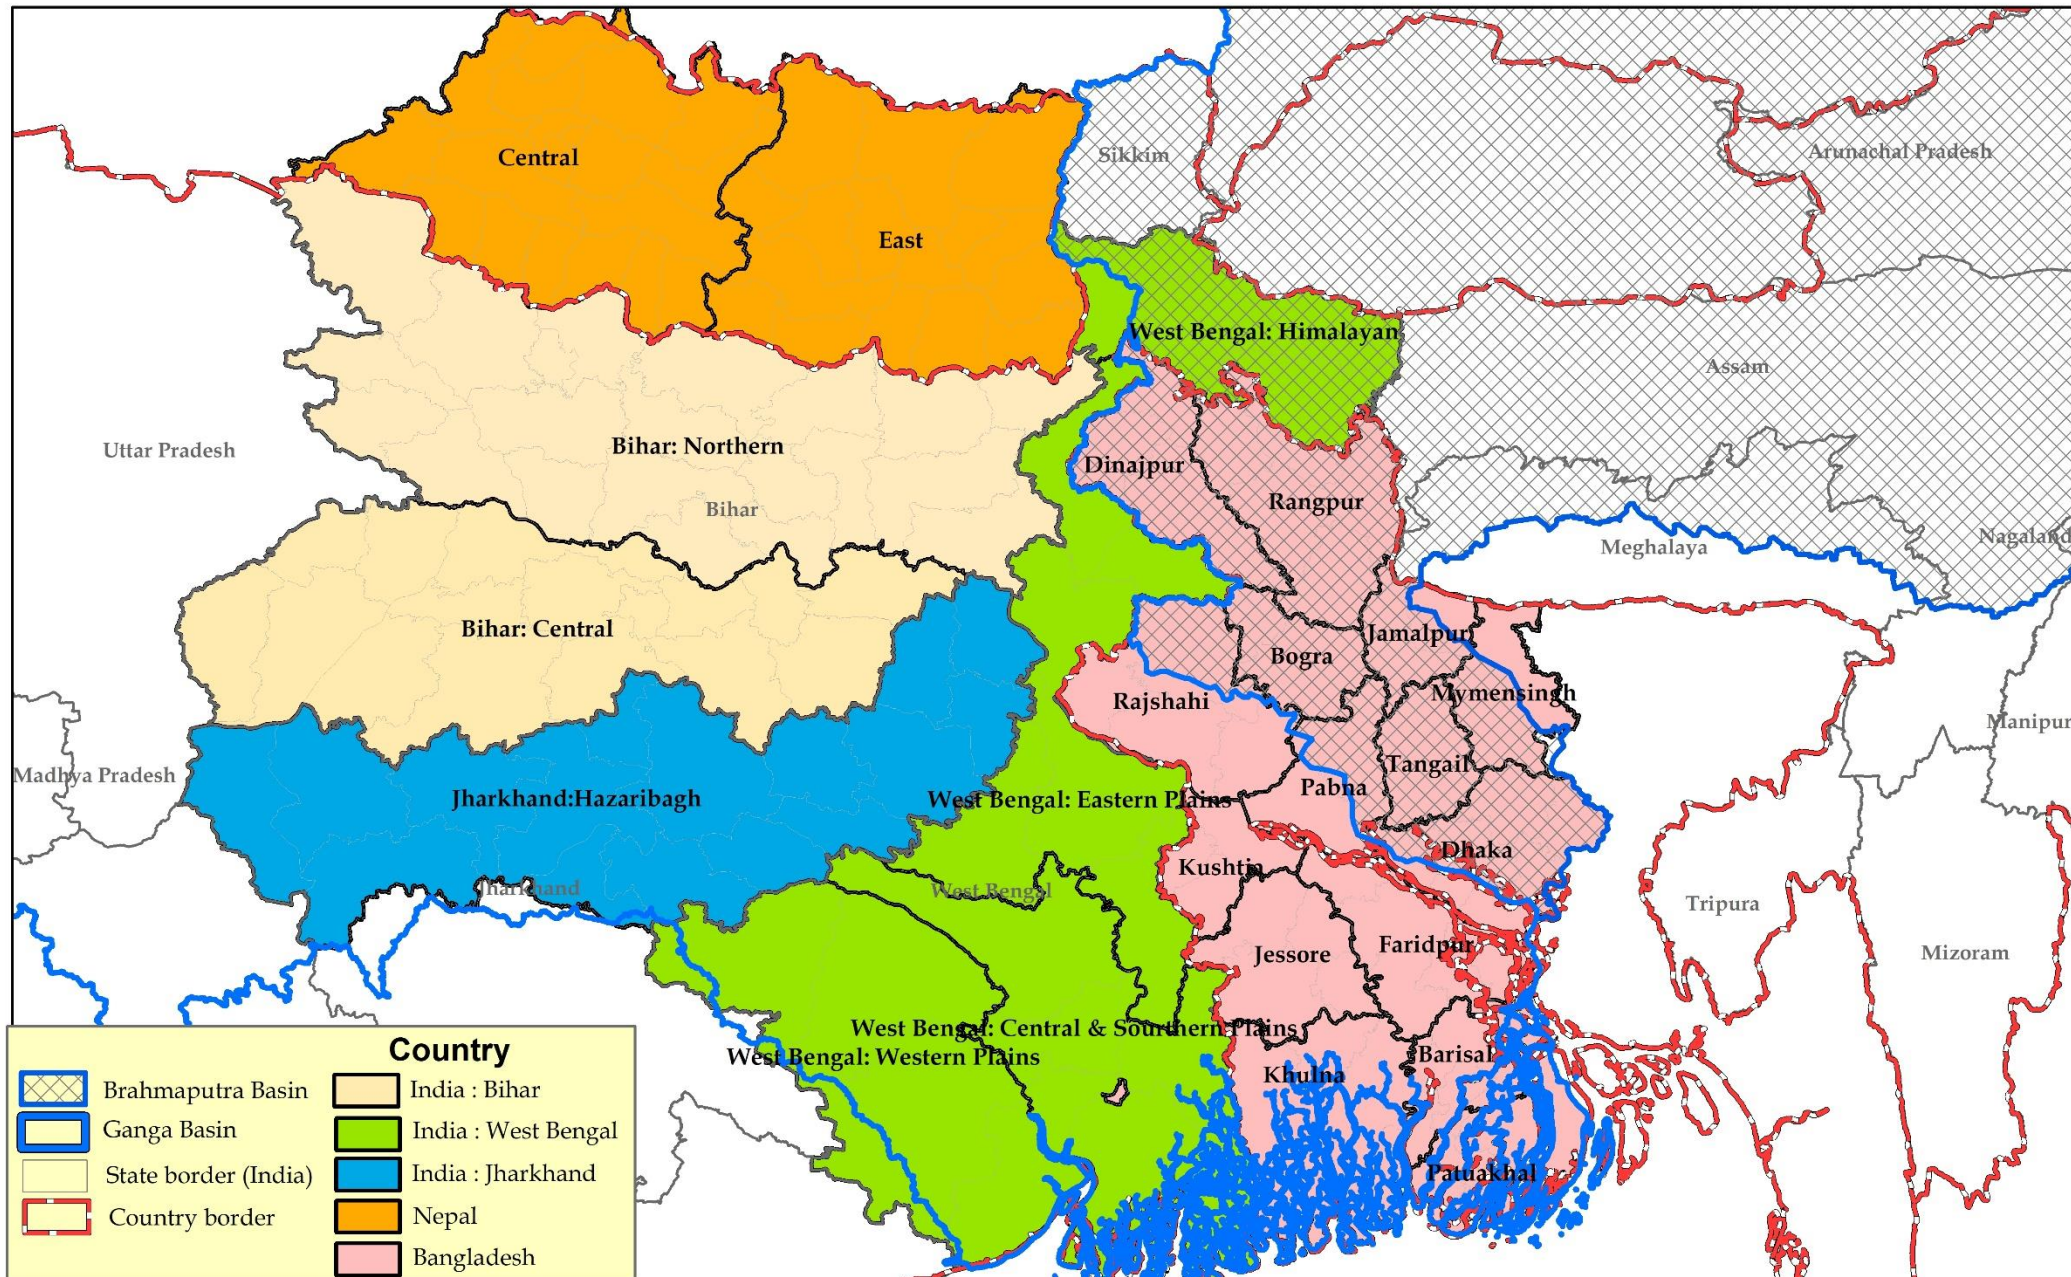 Central
Sikkim
Arunachal Pradesh
East
West Bengal: Himalayan
Assam
Uttar Pradesh
Bihar: Northern
Dinajpur
Rangpur
Bihar
Meghalaya
Nagaland
Bihar: Central
Jamalpur
Bogra
Rajshahi
Mymensingh
Manipur
Madhya Pradesh
Tangail
Jharkhand:Hazaribagh
West Bengal: Eastern Plains
Pabna
Dhaka
Kushtia
Jharkhand
West Bengal
Tripura
Jessore
Faridpur
Mizoram
West Bengal: Central & Sourthern Plains
West Bengal: Western Plains
Barisal
Khulna
Patuakhal
Country
Brahmaputra Basin
Ganga Basin
State border (India)
Country border
India : Bihar
India : West Bengal
India : Jharkhand
Nepal
Bangladesh